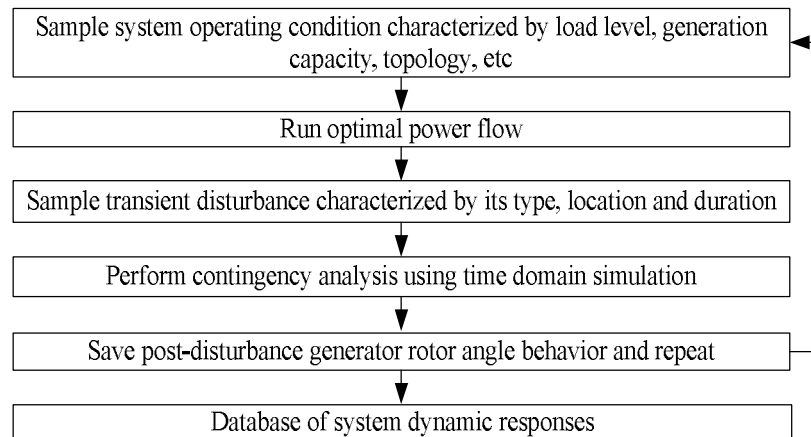 Sample system operating condition characterized by load level, generation
capacity, topology, etc
Run optimal power flow
Sample transient disturbance characterized by its type, location and duration
Perform contingency analysis using time domain simulation
Save post-disturbance generator rotor angle behavior and repeat
Database of system dynamic responses